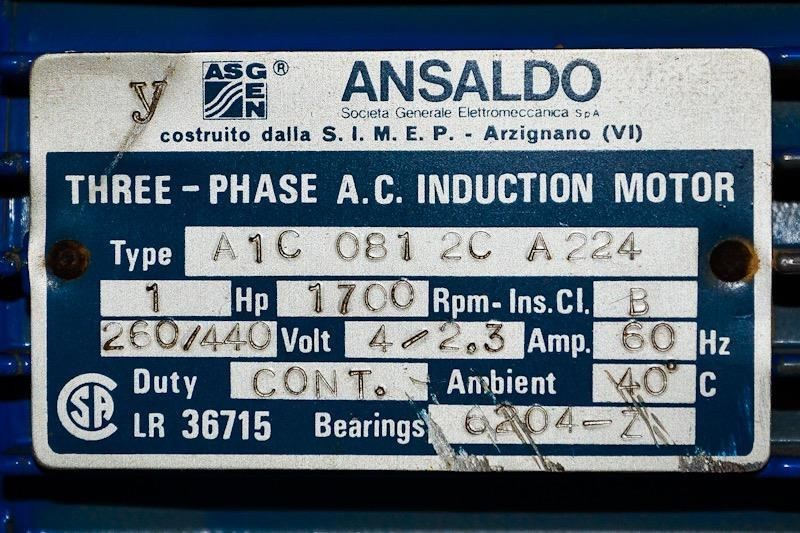 y ASGEN ® ANSALDO
Societa Generale Elettromeccanica SpA
costruito dalla S.I.M.E.P. - Arzignano (VI)
THREE-PHASE A.C. INDUCTION MOTOR
Type A1C 081 2C A224
1 Hp 1700 Rpm- Ins.Cl. B
260/440 Volt 4-2.3 Amp. 60 Hz
Duty CONT. Ambient 40° C
CSA LR 36715 Bearings 6204-Z